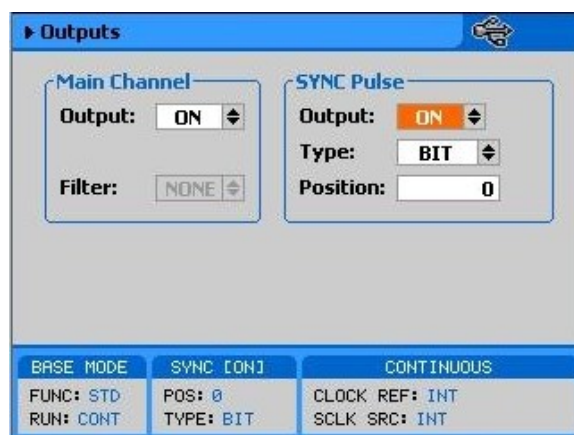 Outputs
Main Channel
Output: ON
Filter: NONE
SYNC Pulse
Output: ON
Type: BIT
Position: 0
BASE MODE
FUNC: STD
RUN: CONT
SYNC [ON]
POS: 0
TYPE: BIT
CONTINUOUS
CLOCK REF: INT
SCLK SRC: INT